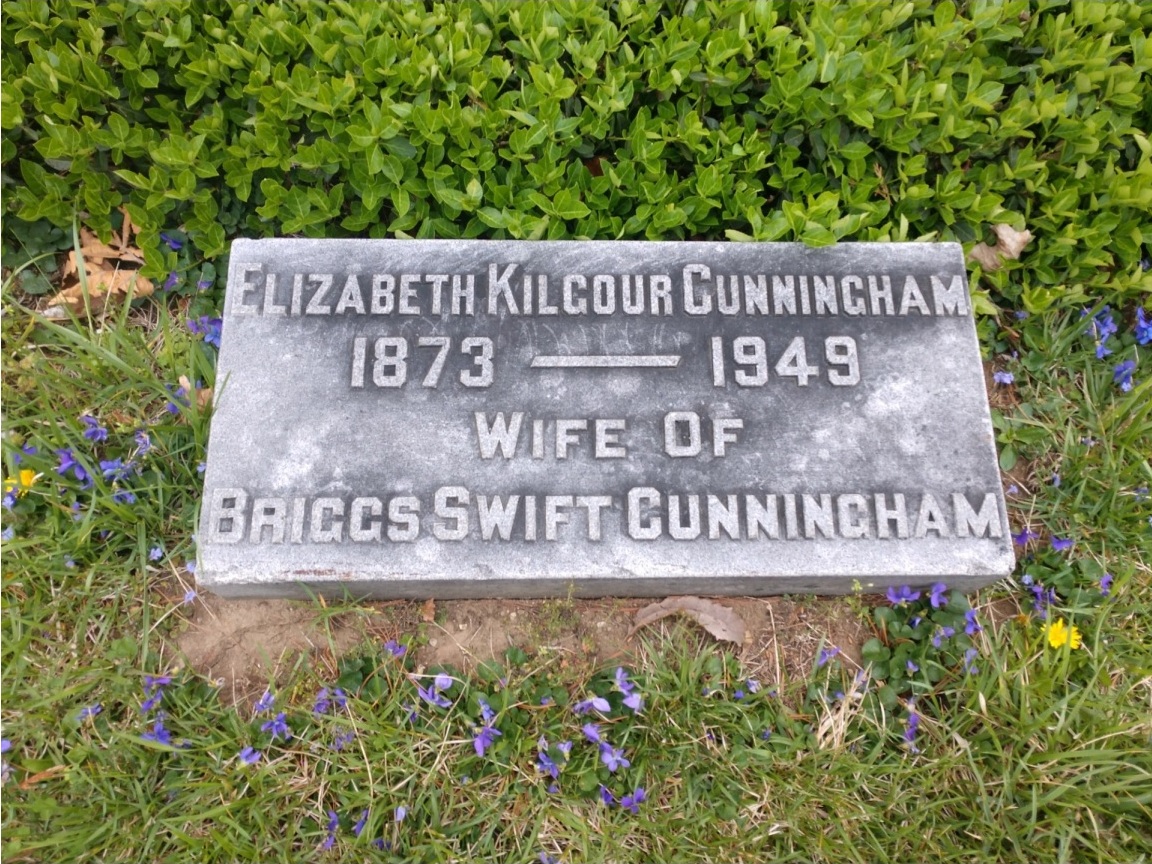 Elizabeth Kilgour Cunningham
1873 — 1949
Wife Of
Briggs Swift Cunningham